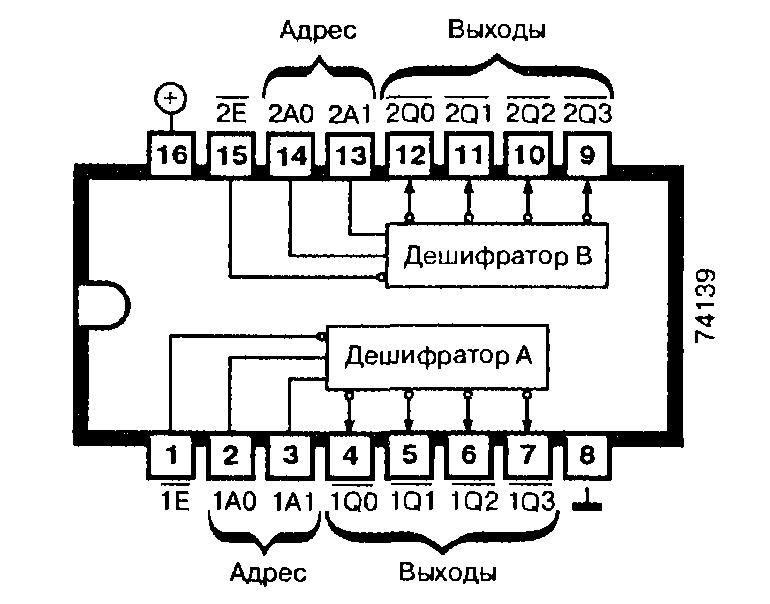 Адрес Выходы
+
2E 2A0 2A1 2Q0 2Q1 2Q2 2Q3
16 15 14 13 12 11 10 9
Дешифратор B
74139
Дешифратор A
1 2 3 4 5 6 7 8
1E 1A0 1A1 1Q0 1Q1 1Q2 1Q3
Адрес Выходы